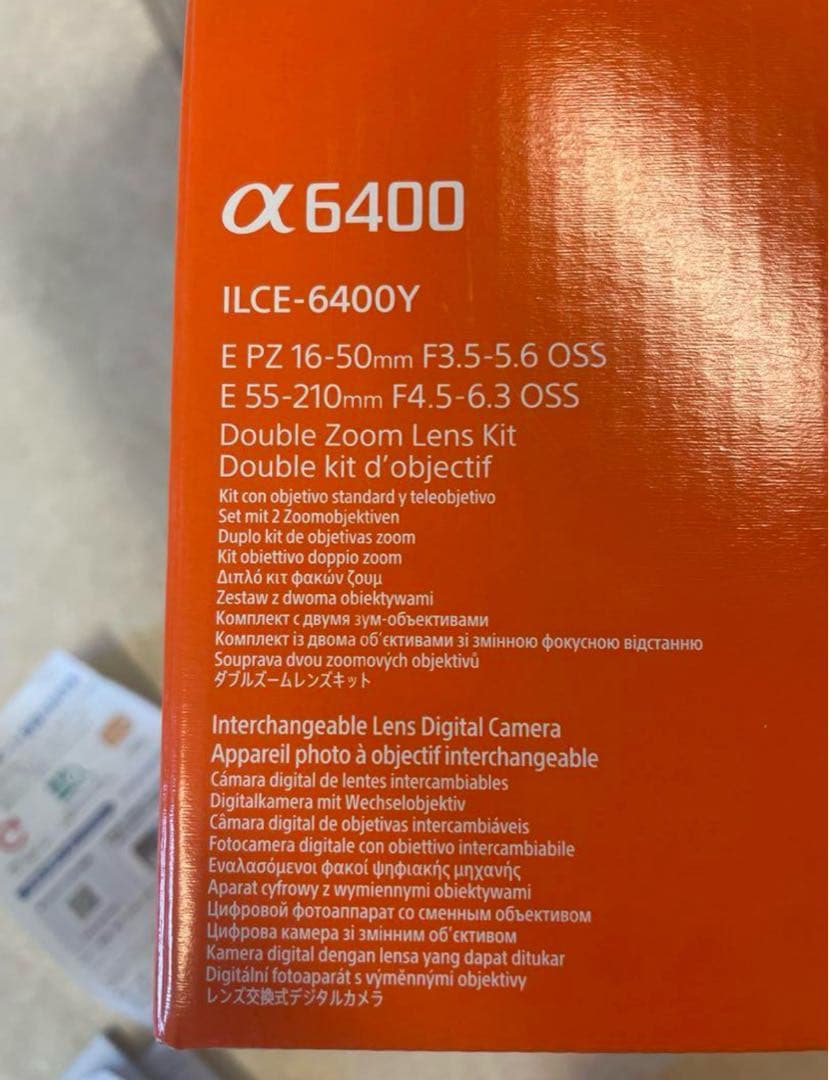 α6400
ILCE-6400Y
E PZ 16-50mm F3.5-5.6 OSS
E 55-210mm F4.5-6.3 OSS
Double Zoom Lens Kit
Double kit d'objectif
Kit con objetivo standard y teleobjetivo
Set mit 2 Zoomobjektiven
Duplo kit de objetivas zoom
Kit obiettivo doppio zoom
Διπλό κιτ φακών ζουμ
Zestaw z dwoma obiektywami
Комплект с двумя зум-объективами
Комплект із двома об'єктивами зі змінною фокусною відстанню
Souprava dvou zoomových objektivů
ダブルズームレンズキット
Interchangeable Lens Digital Camera
Appareil photo à objectif interchangeable
Cámara digital de lentes intercambiables
Digitalkamera mit Wechselobjektiv
Câmara digital de objetivas intercambiáveis
Fotocamera digitale con obiettivo intercambiabile
Εναλασόμενοι φακοί ψηφιακής μηχανής
Aparat cyfrowy z wymiennymi obiektywami
Цифровой фотоаппарат со сменным объективом
Цифрова камера зі змінним об'єктивом
Kamera digital dengan lensa yang dapat ditukar
Digitální fotoaparát s výměnnými objektivy
レンズ交換式デジタルカメラ